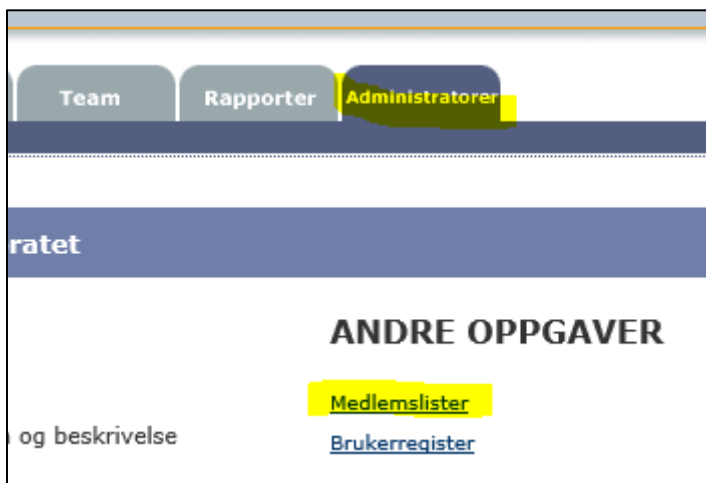 Team Rapporter Administratorer
ratet
ANDRE OPPGAVER
Medlemslister
og beskrivelse
Brukerregister